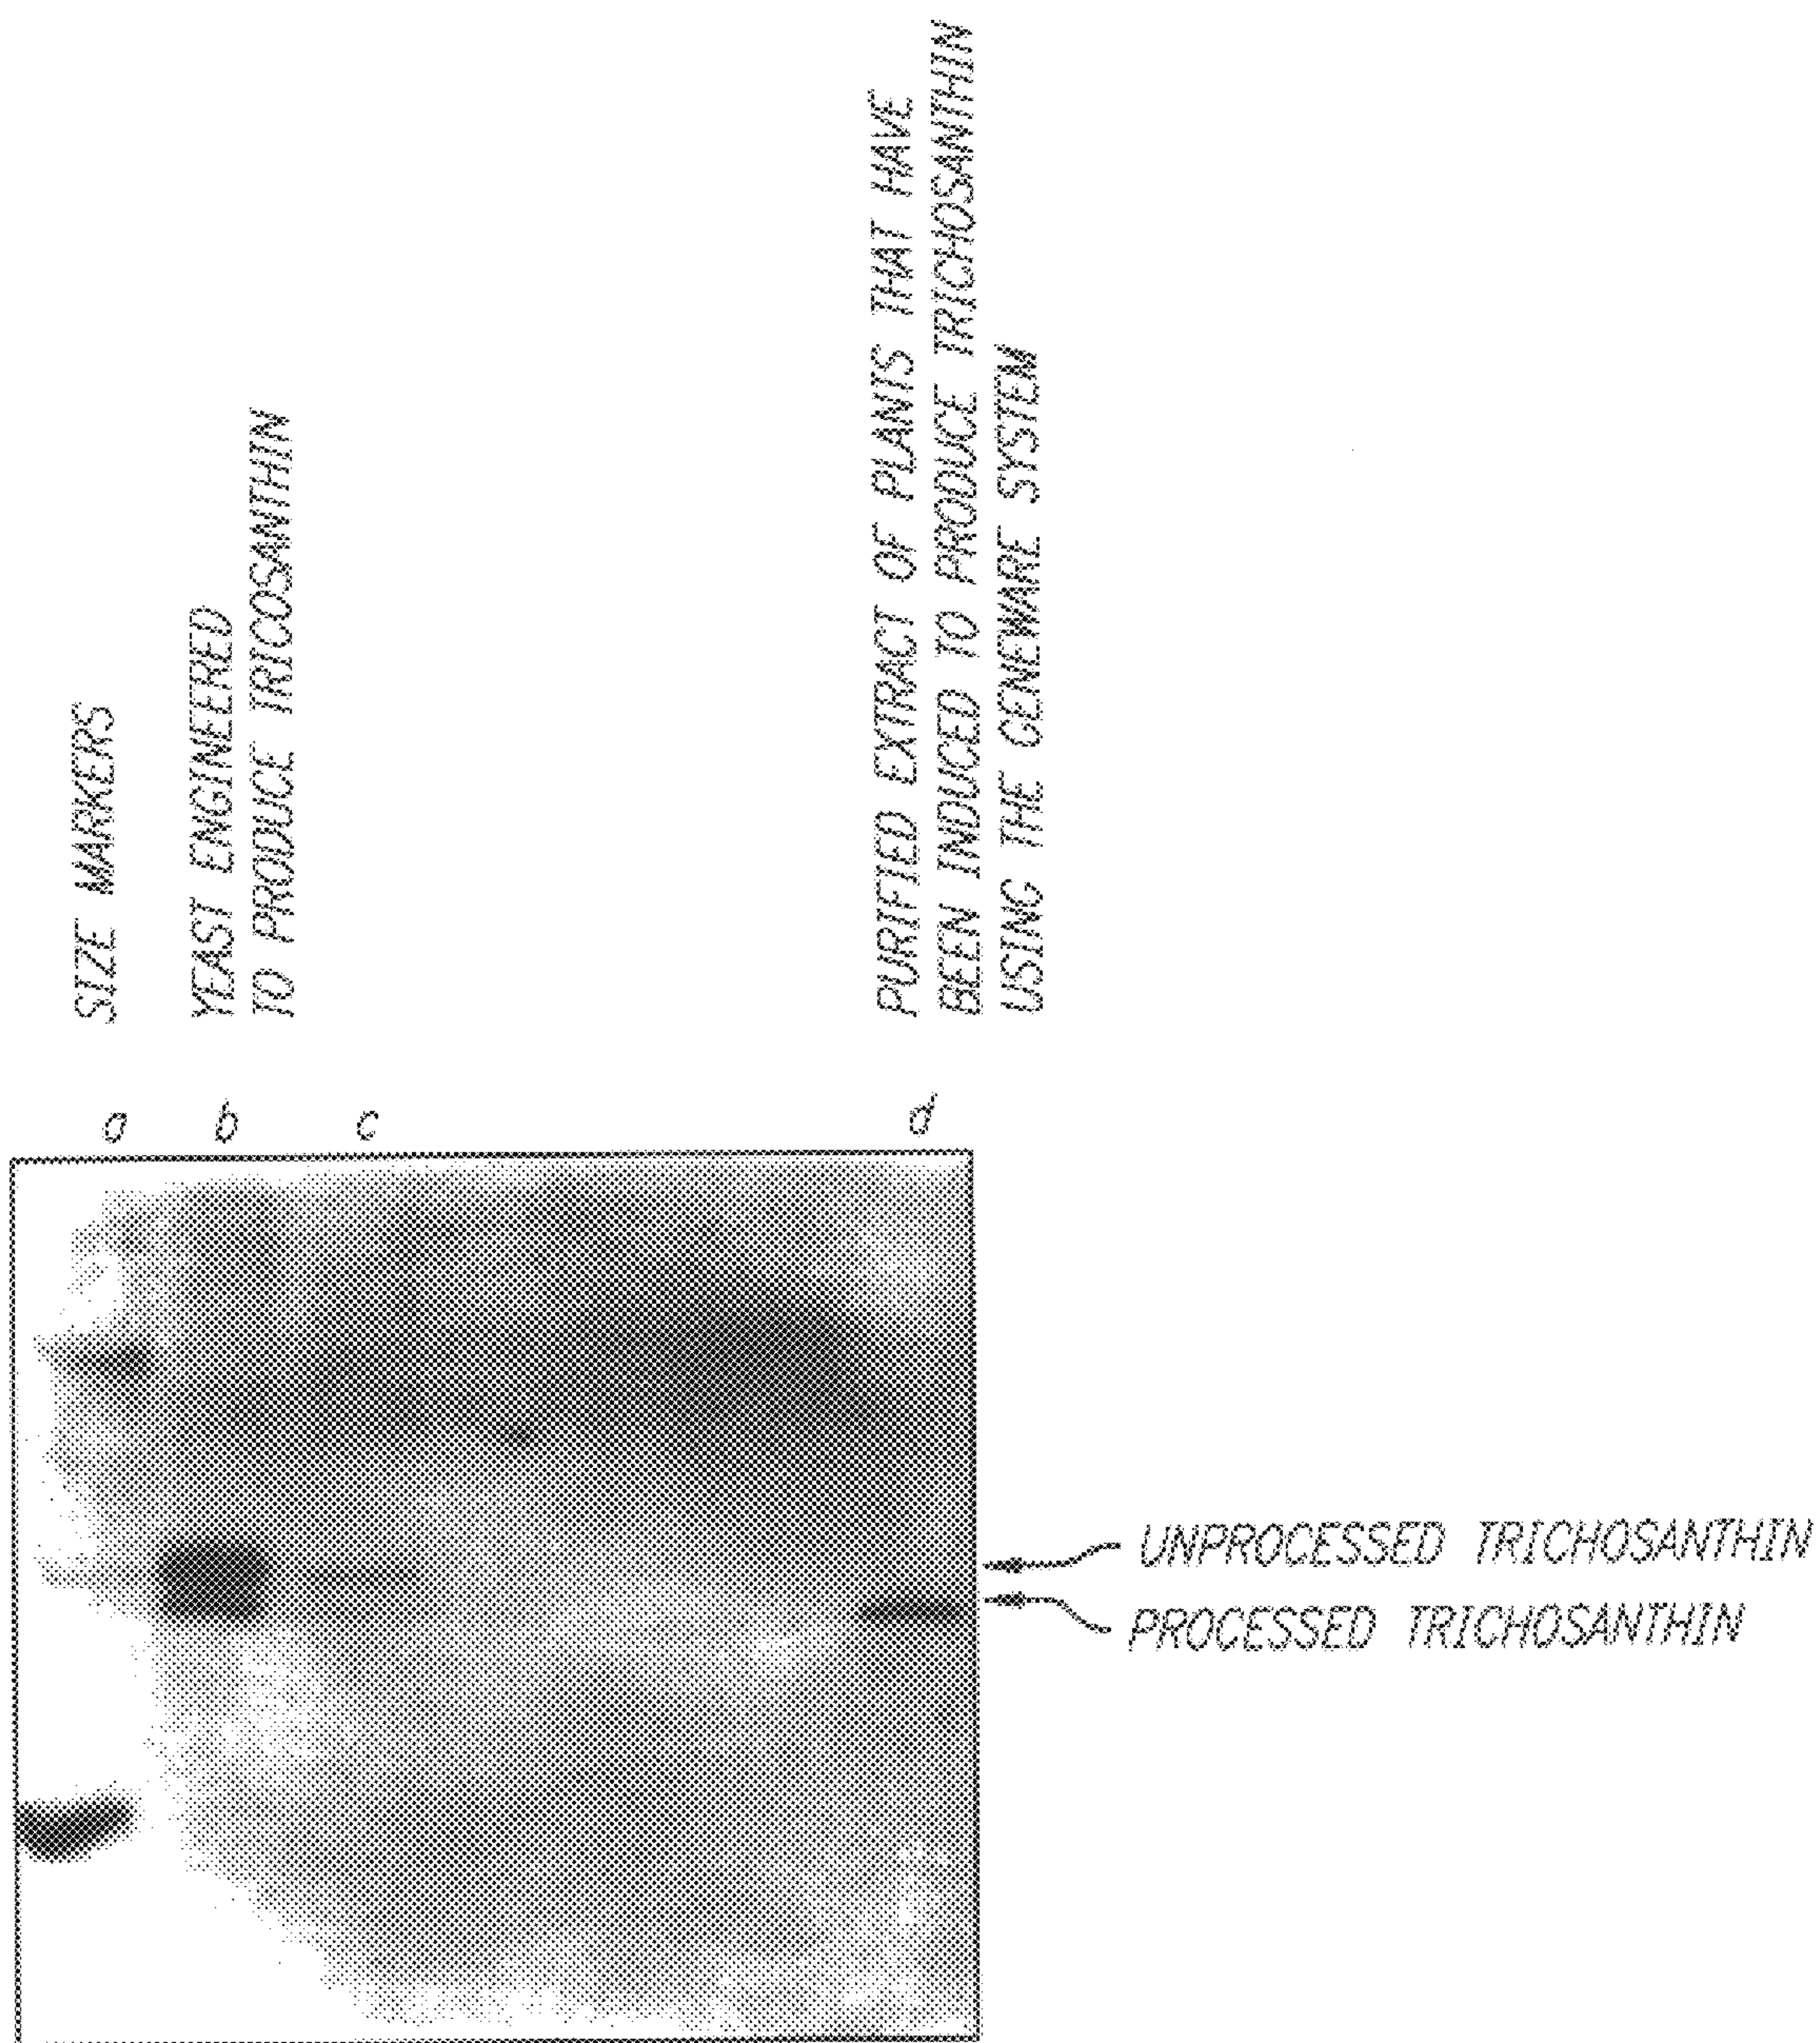 SIZE MARKERS
YEAST ENGINEERED
TO PRODUCE TRICOSANTHIN
PURIFIED EXTRACT OF PLANTS THAT HAVE
BEEN INDUCED TO PRODUCE TRICHOSANTHIN
USING THE GENEWARE SYSTEM
a b c d
UNPROCESSED TRICHOSANTHIN
PROCESSED TRICHOSANTHIN